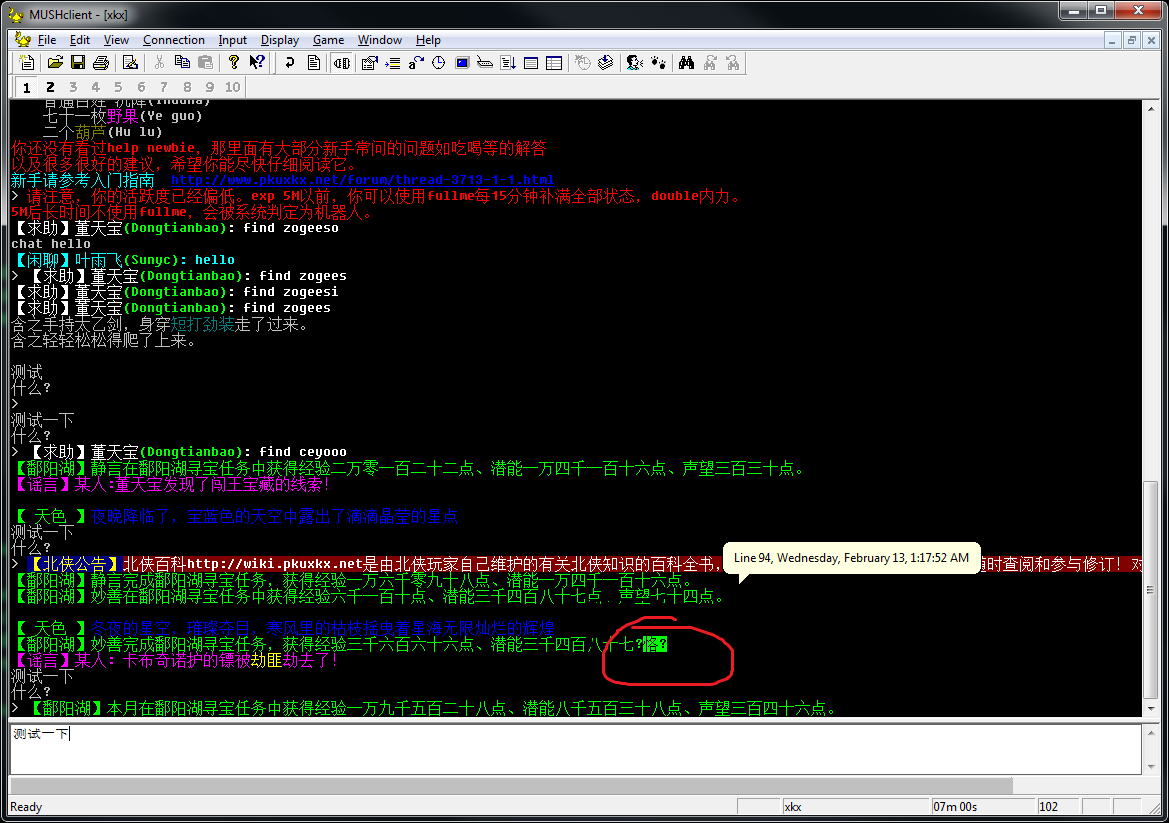 MUSHclient - [xkx]
File Edit View Connection Input Display Game Window Help
1 2 3 4 5 6 7 8 9 10
七十一枚野果(Ye guo)
二个葫芦(Hu lu)
你还没有看过help newbie，那里面有大部分新手常问的问题如吃喝等的解答
以及很多很好的建议，希望你能尽快仔细阅读它。
新手请参考入门指南 http://www.pkuxkx.net/forum/thread-3713-1-1.html
> 请注意，你的活跃度已经偏低。exp 5M以前，你可以使用fullme每15分钟补满全部状态，double内力。
5M后长时间不使用fullme，会被系统判定为机器人。
【求助】董天宝(Dongtianbao): find zogeeso
chat hello
【闲聊】叶雨飞(Sunyc): hello
> 【求助】董天宝(Dongtianbao): find zogees
【求助】董天宝(Dongtianbao): find zogeesi
【求助】董天宝(Dongtianbao): find zogees
含之手持太乙剑，身穿短打劲装走了过来。
含之轻轻松松得爬了上来。
测试
什么?
>
测试一下
什么?
> 【求助】董天宝(Dongtianbao): find ceyooo
【鄱阳湖】静言在鄱阳湖寻宝任务中获得经验二万零一百二十二点、潜能一万四千一百十六点、声望三百三十点。
【谣言】某人:董天宝发现了闯王宝藏的线索!
【 天色 】夜晚降临了，宝蓝色的天空中露出了滴滴晶莹的星点
测试一下
什么?
> 【北侠公告】北侠百科http://wiki.pkuxkx.net是由北侠玩家自己维护的有关北侠知识的百科全书，
随时查阅和参与修订! 对
Line 94, Wednesday, February 13, 1:17:52 AM
【鄱阳湖】静言完成鄱阳湖寻宝任务，获得经验一万六千零九十八点、潜能一万四千一百十六点。
【鄱阳湖】妙善在鄱阳湖寻宝任务中获得经验六千一百十点、潜能三千四百八十七点、声望七十四点。
【 天色 】冬夜的星空，璀璨夺目，寒风里的枯枝摇曳着星海无限灿烂的辉煌
【鄱阳湖】妙善完成鄱阳湖寻宝任务，获得经验三千六百六十六点、潜能三千四百八十七?悋?
【谣言】某人: 卡布奇诺护的镖被劫匪劫去了!
测试一下
什么?
> 【鄱阳湖】本月在鄱阳湖寻宝任务中获得经验一万九千五百二十八点、潜能八千五百三十八点、声望三百四十六点。
测试一下
Ready
xkx
07m 00s
102